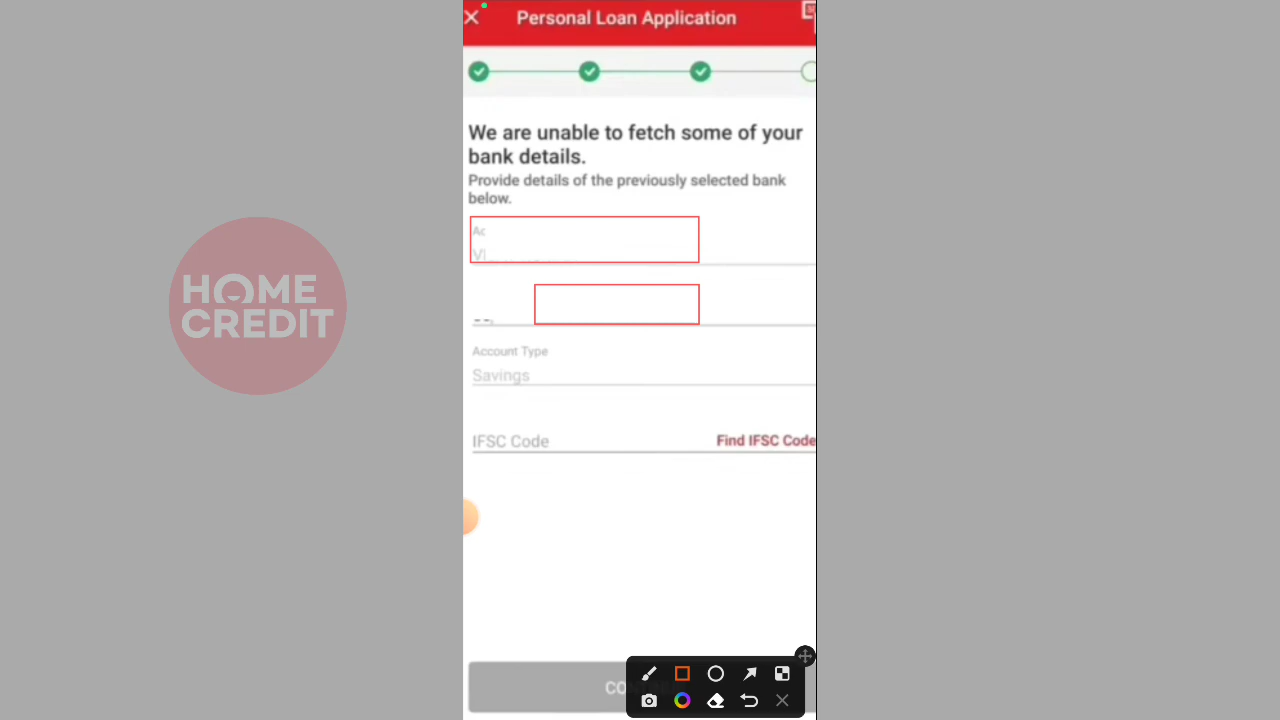 Personal Loan Application
We are unable to fetch some of your
bank details.
Provide details of the previously selected bank
below.
HOME
CREDIT
Account Type
Savings
IFSC Code
Find IFSC Code